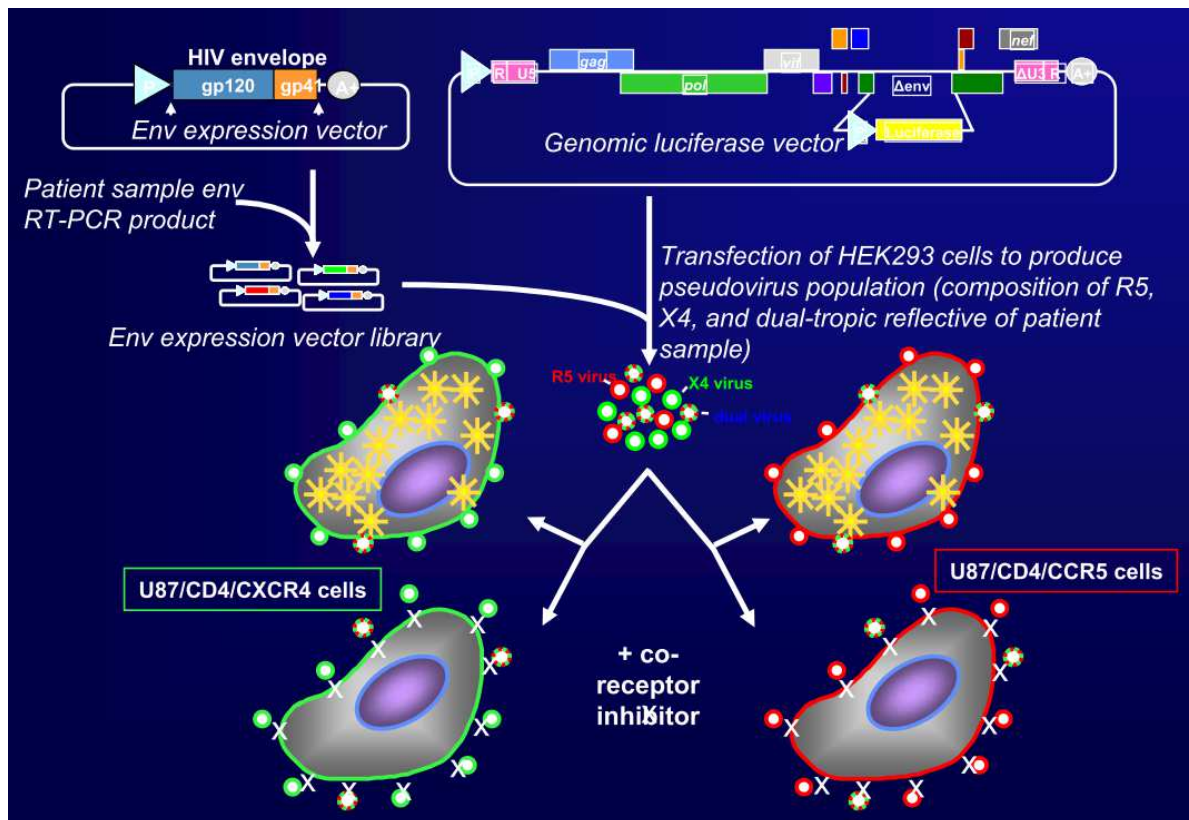 HIV envelope
P gp120 gp41 A+
Env expression vector
R U5 gag pol vif Δenv nef ΔU3 R A+
Luciferase
Genomic luciferase vector
Patient sample env
RT-PCR product
Env expression vector library
Transfection of HEK293 cells to produce
pseudovirus population (composition of R5,
X4, and dual-tropic reflective of patient
sample)
R5 virus
X4 virus
dual virus
U87/CD4/CXCR4 cells
U87/CD4/CCR5 cells
+ co-
receptor
inhibitor
X
X X X X X X X X X X
X X X X X X X X X X